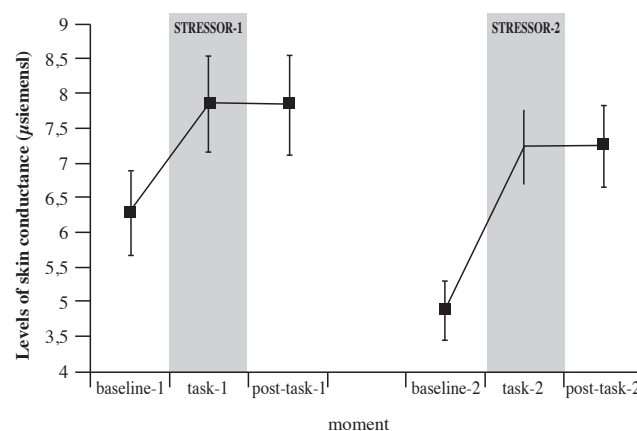 Levels of skin conductance (µsiemensl)
9
8,5
8
7,5
7
6,5
6
5,5
5
3,5
4
STRESSOR-1
STRESSOR-2
baseline-1 task-1 post-task-1 baseline-2 task-2 post-task-2
moment